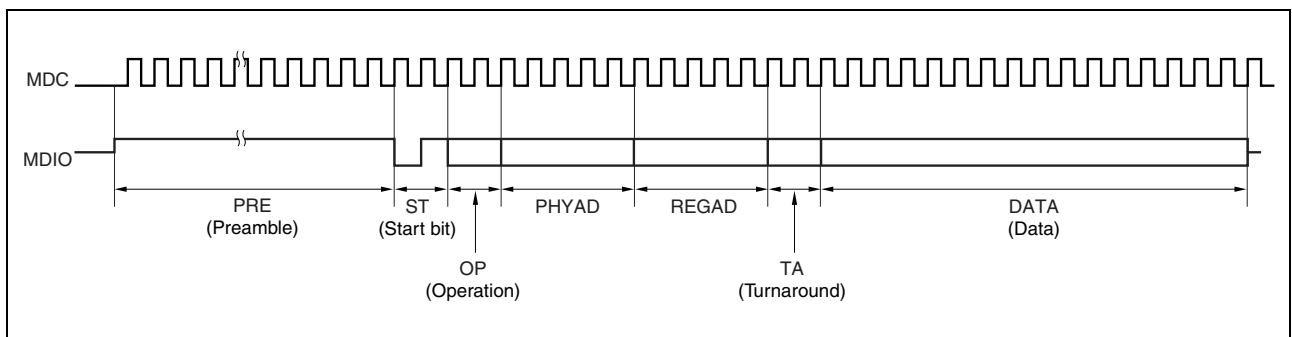 MDC
MDIO
PRE
(Preamble)
ST
(Start bit)
PHYAD
REGAD
DATA
(Data)
OP
(Operation)
TA
(Turnaround)